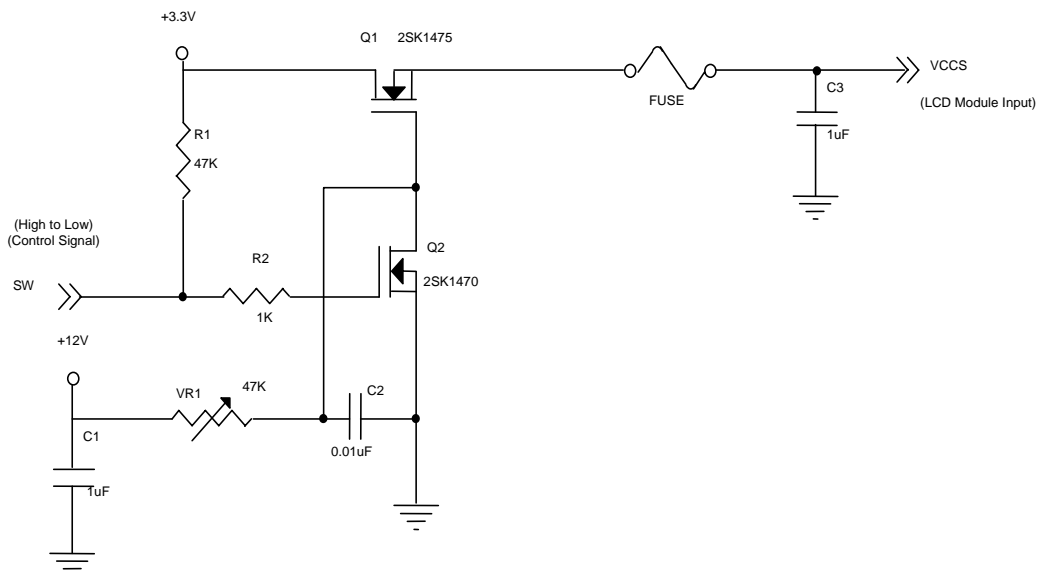 +3.3V
Q1 2SK1475
VCCS
FUSE
C3
(LCD Module Input)
1uF
R1
47K
(High to Low)
(Control Signal)
SW
R2
1K
Q2
2SK1470
+12V
VR1
47K
C2
0.01uF
C1
1uF